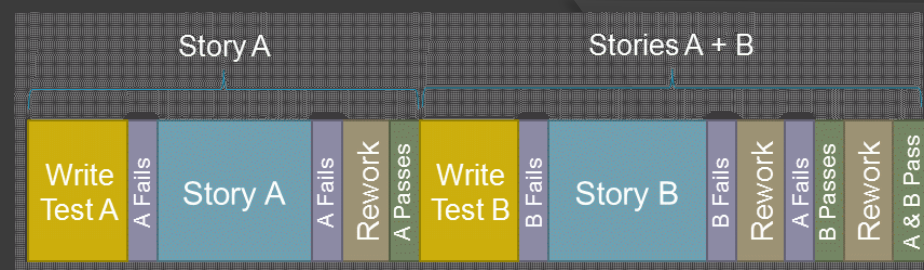 Story A
Stories A + B
Write
Test A
A Fails
Story A
A Fails
Rework
A Passes
Write
Test B
B Fails
Story B
B Fails
Rework
A Fails
B Passes
Rework
A & B Pass